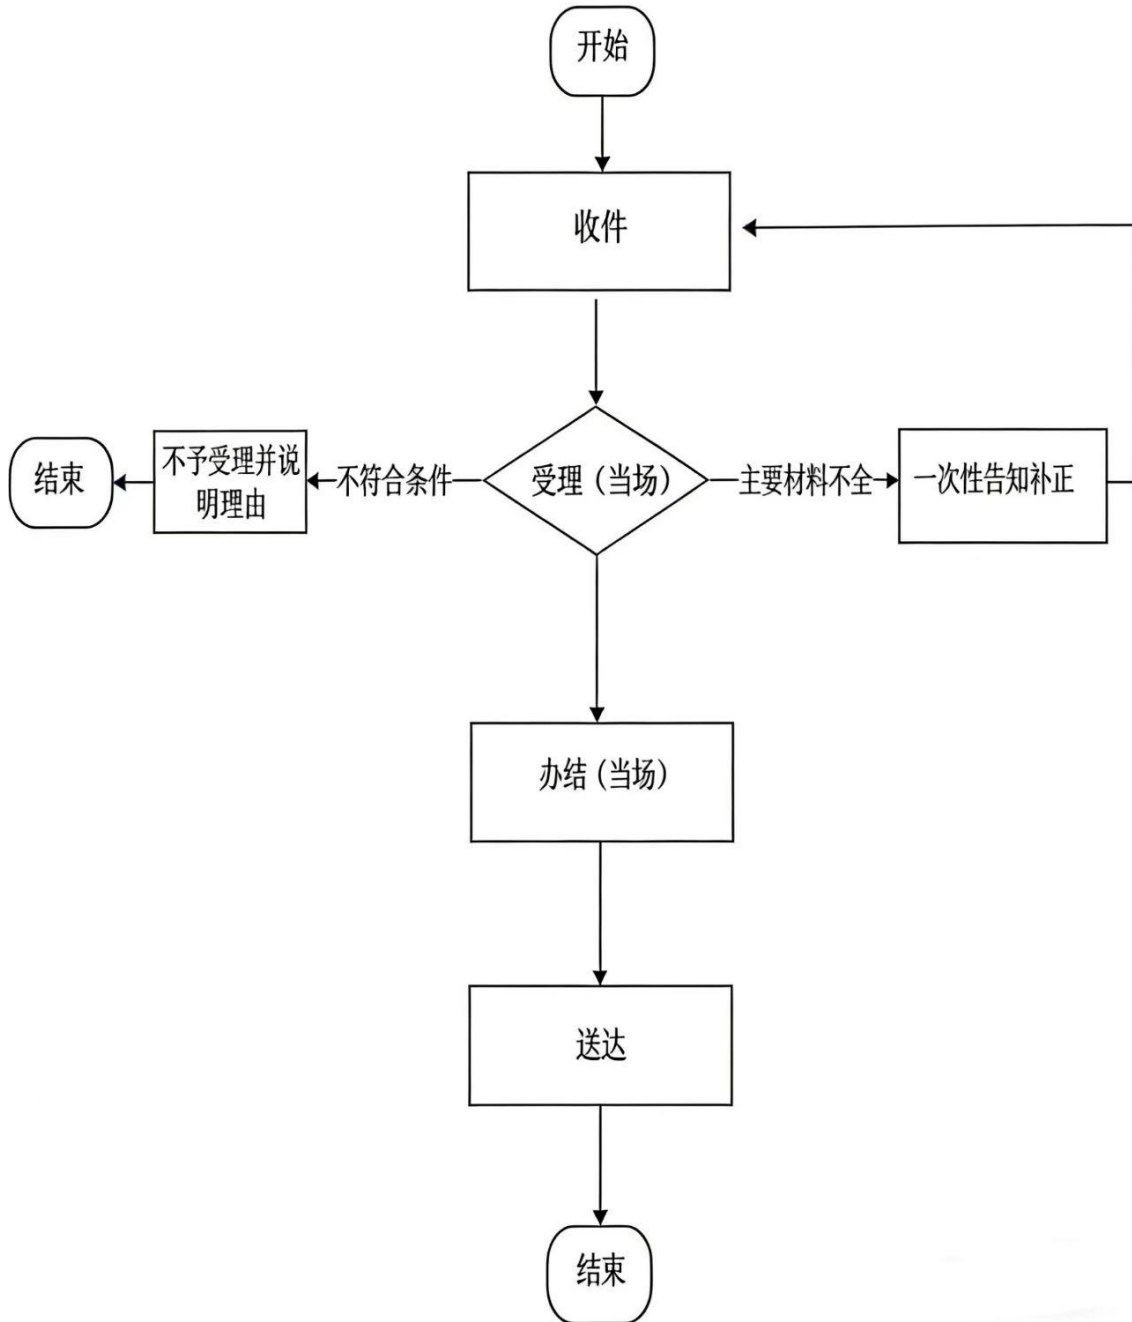 开始
收件
结束
不予受理并说
明理由
不符合条件
受理（当场）
主要材料不全
一次性告知补正
办结（当场）
送达
结束